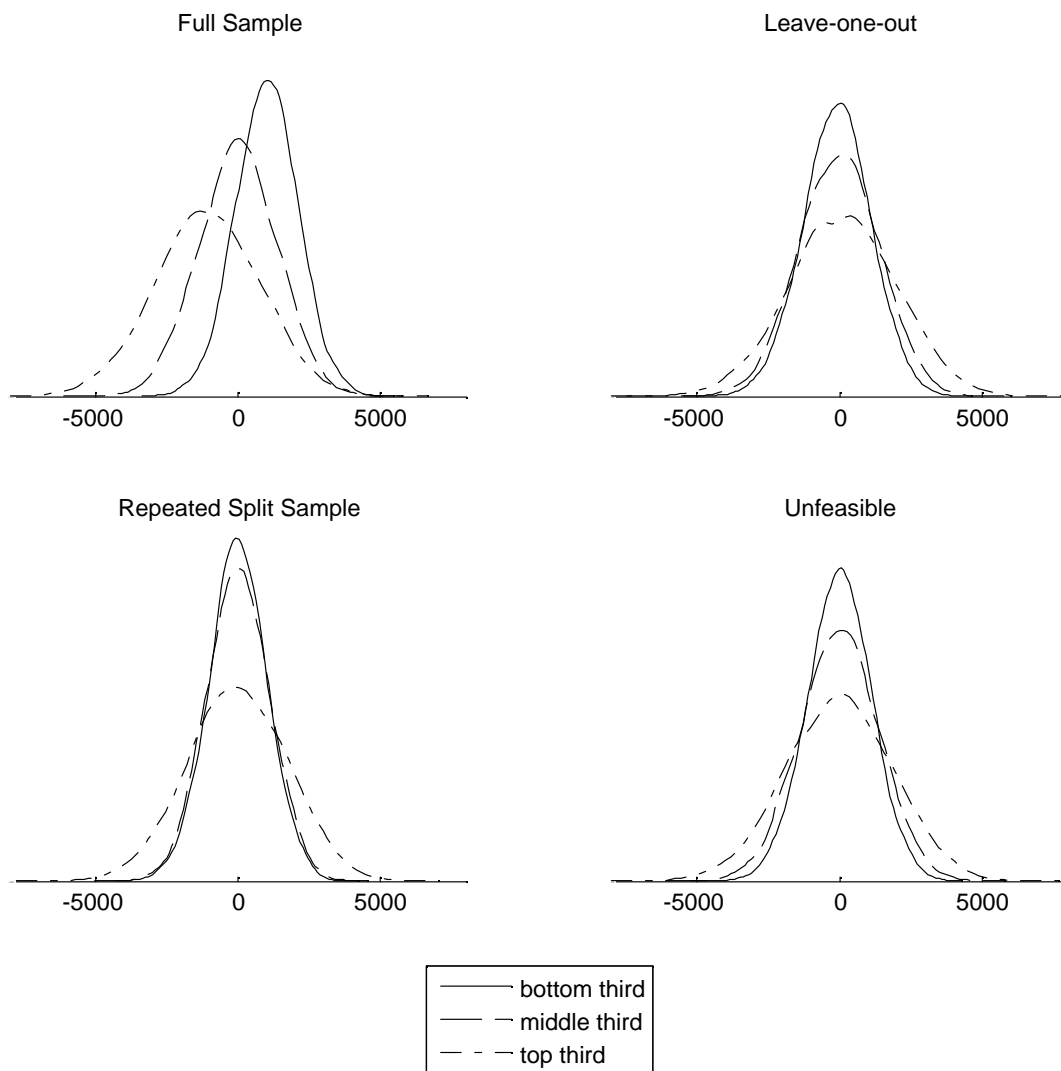 Full Sample
Leave-one-out
-5000 0 5000
-5000 0 5000
Repeated Split Sample
Unfeasible
-5000 0 5000
-5000 0 5000
bottom third
middle third
top third